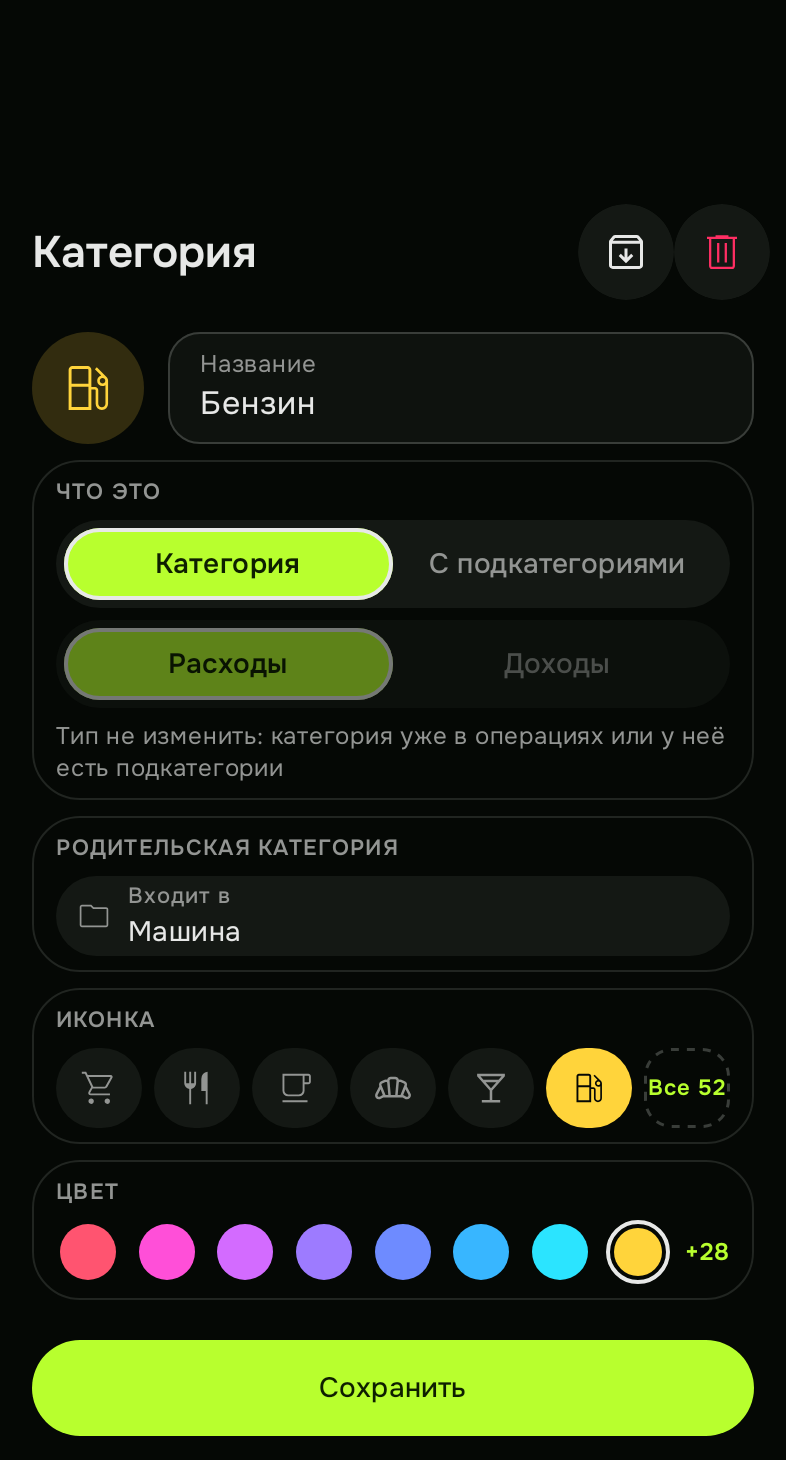 Категория
Название
Бензин
ЧТО ЭТО
Категория
С подкатегориями
Расходы
Доходы
Тип не изменить: категория уже в операциях или у неё
есть подкатегории
РОДИТЕЛЬСКАЯ КАТЕГОРИЯ
Входит в
Машина
ИКОНКА
Все 52
ЦВЕТ
+28
Сохранить